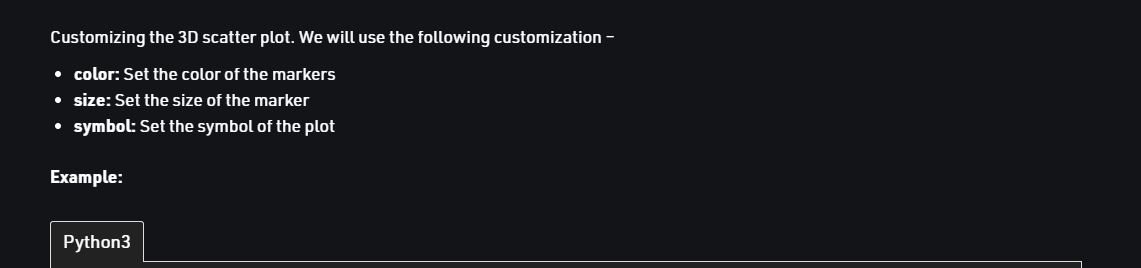 Customizing the 3D scatter plot. We will use the following customization –
• color: Set the color of the markers
• size: Set the size of the marker
• symbol: Set the symbol of the plot
Example:
Python3